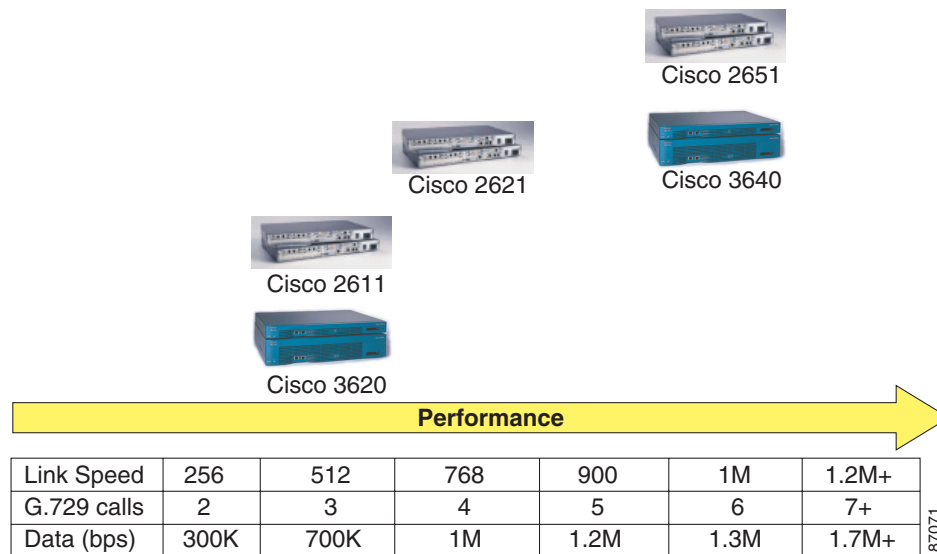 Cisco 2651
Cisco 3640
Cisco 2621
Cisco 2611
Cisco 3620
Performance
Link Speed 256 512 768 900 1M 1.2M+
G.729 calls 2 3 4 5 6 7+
Data (bps) 300K 700K 1M 1.2M 1.3M 1.7M+
87071